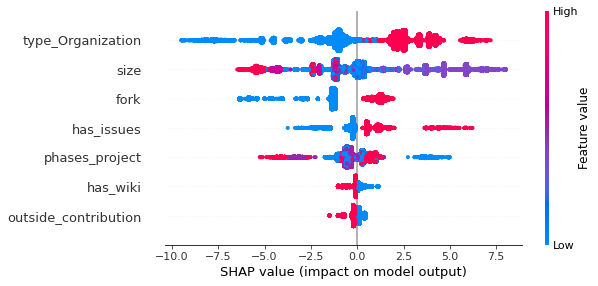 High
type_Organization
size
fork
has_issues
phases_project
has_wiki
outside_contribution
Feature value
Low
−10.0 −7.5 −5.0 −2.5 0.0 2.5 5.0 7.5
SHAP value (impact on model output)